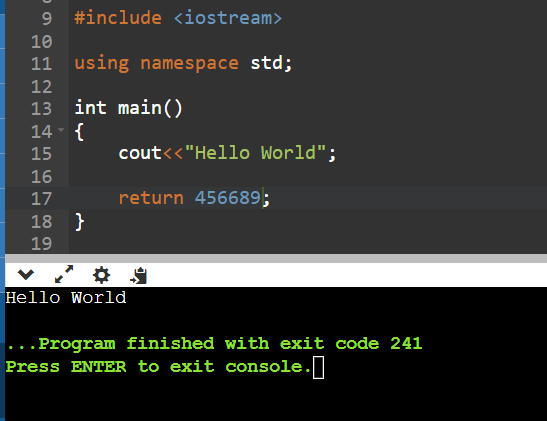 9 #include <iostream>
10
11 using namespace std;
12
13 int main()
14 {
15     cout<<"Hello World";
16
17     return 456689;
18 }
19
Hello World

...Program finished with exit code 241
Press ENTER to exit console.